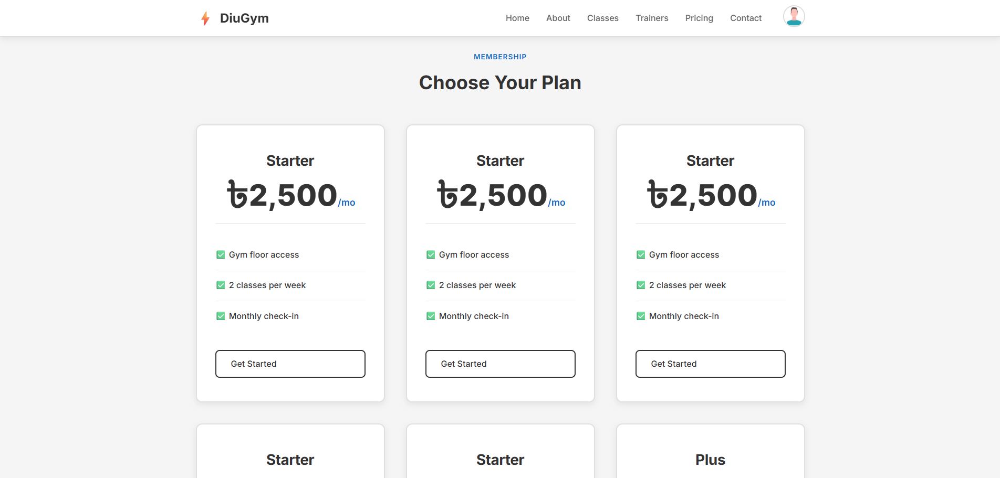 DiuGym
Home About Classes Trainers Pricing Contact
MEMBERSHIP
Choose Your Plan
Starter
৳2,500/mo
Gym floor access
2 classes per week
Monthly check-in
Get Started
Starter
৳2,500/mo
Gym floor access
2 classes per week
Monthly check-in
Get Started
Starter
৳2,500/mo
Gym floor access
2 classes per week
Monthly check-in
Get Started
Starter
Starter
Plus